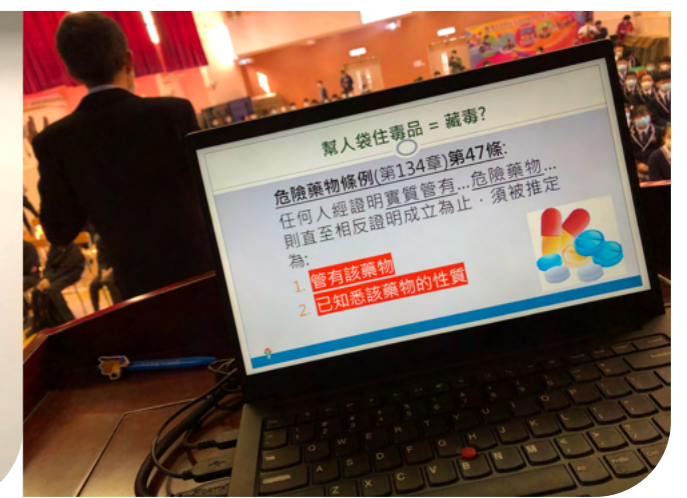 幫人袋住毒品 = 藏毒?
危險藥物條例(第134章)第47條:
任何人經證明實質管有...危險藥物...
則直至相反證明成立為止，須被推定
為:
1. 管有該藥物
2. 已知悉該藥物的性質